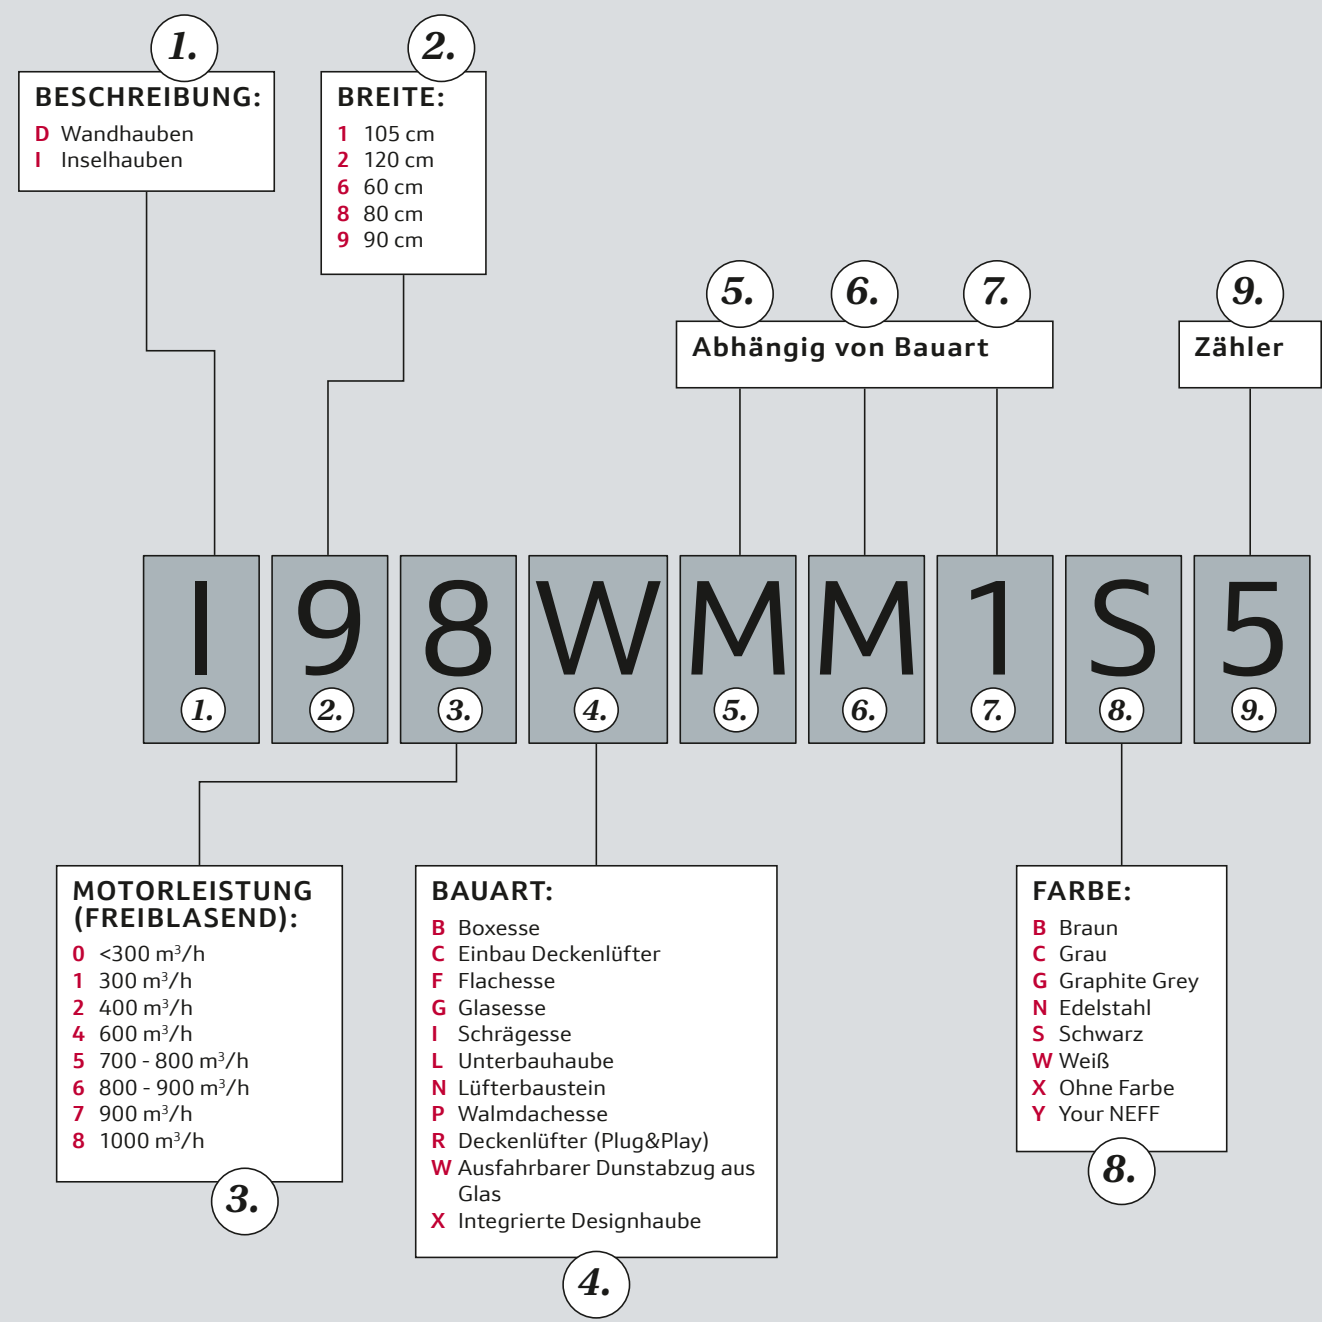 1.
BESCHREIBUNG:
D Wandhauben
I Inselhauben
2.
BREITE:
1 105 cm
2 120 cm
6 60 cm
8 80 cm
9 90 cm
5. 6. 7.
Abhängig von Bauart
9.
Zähler
I 9 8 W M M 1 S 5
1. 2. 3. 4. 5. 6. 7. 8. 9.
MOTORLEISTUNG
(FREIBLASEND):
0 <300 m³/h
1 300 m³/h
2 400 m³/h
4 600 m³/h
5 700 - 800 m³/h
6 800 - 900 m³/h
7 900 m³/h
8 1000 m³/h
3.
BAUART:
B Boxesse
C Einbau Deckenlüfter
F Flachesse
G Glasesse
I Schrägesse
L Unterbauhaube
N Lüfterbaustein
P Walmdachesse
R Deckenlüfter (Plug&Play)
W Ausfahrbarer Dunstabzug aus
Glas
X Integrierte Designhaube
4.
FARBE:
B Braun
C Grau
G Graphite Grey
N Edelstahl
S Schwarz
W Weiß
X Ohne Farbe
Y Your NEFF
8.